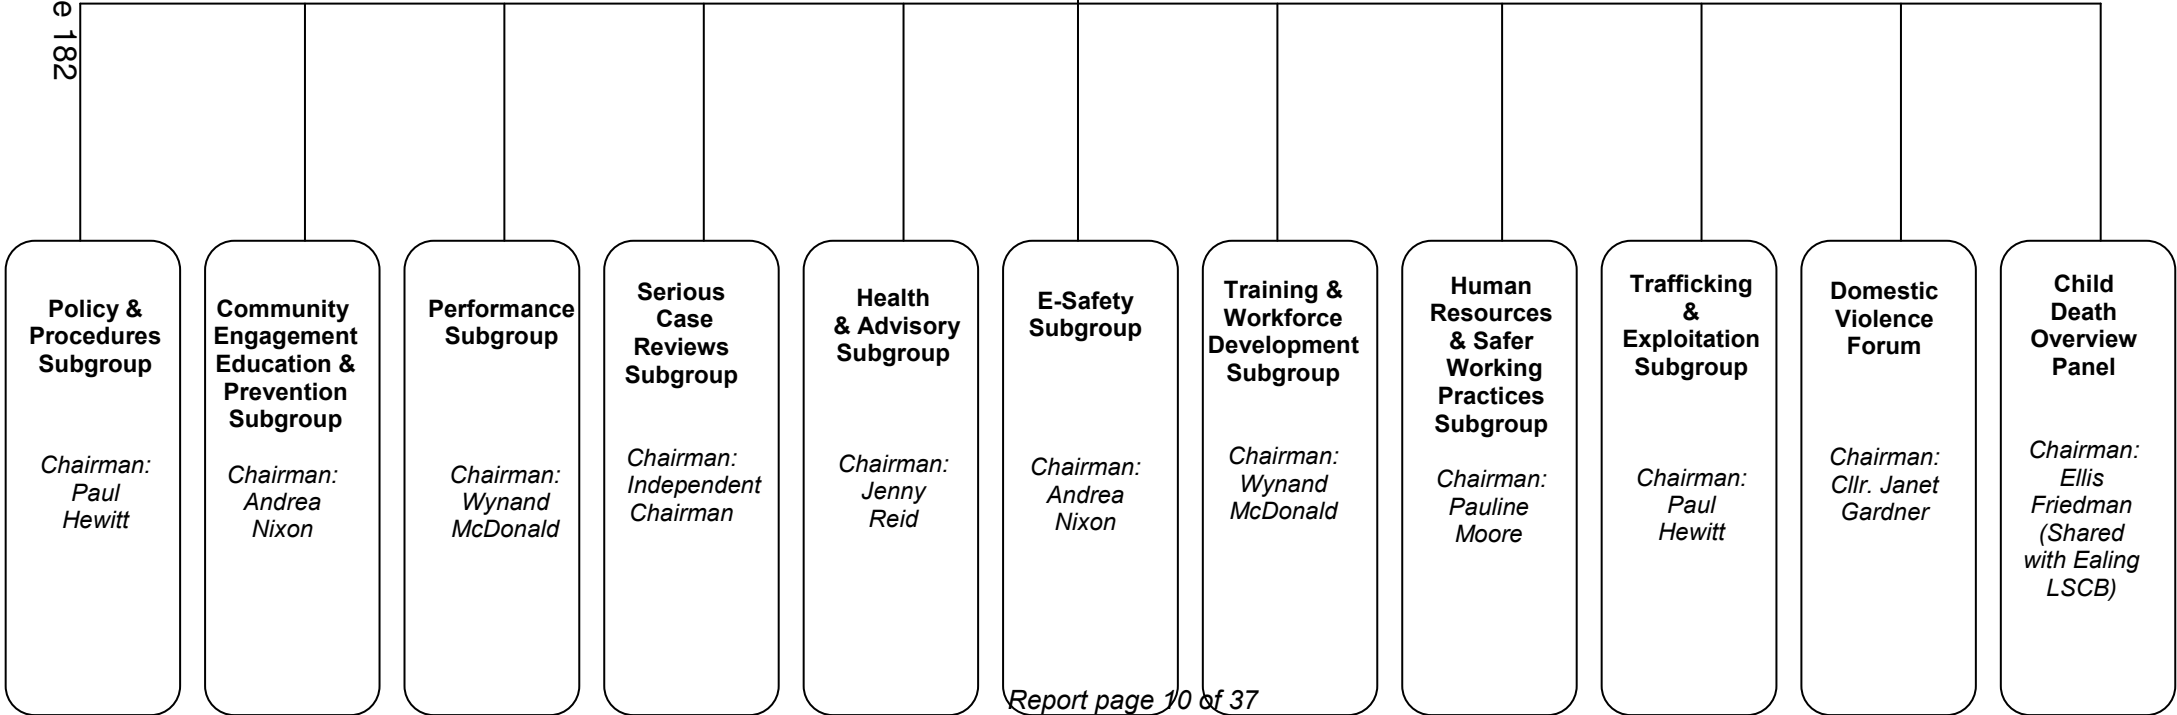 e 182
Policy &
Procedures
Subgroup
Chairman:
Paul
Hewitt
Community
Engagement
Education &
Prevention
Subgroup
Chairman:
Andrea
Nixon
Performance
Subgroup
Chairman:
Wynand
McDonald
Serious
Case
Reviews
Subgroup
Chairman:
Independent
Chairman
Health
& Advisory
Subgroup
Chairman:
Jenny
Reid
E-Safety
Subgroup
Chairman:
Andrea
Nixon
Training &
Workforce
Development
Subgroup
Chairman:
Wynand
McDonald
Human
Resources
& Safer
Working
Practices
Subgroup
Chairman:
Pauline
Moore
Trafficking
&
Exploitation
Subgroup
Chairman:
Paul
Hewitt
Domestic
Violence
Forum
Chairman:
Cllr. Janet
Gardner
Child
Death
Overview
Panel
Chairman:
Ellis
Friedman
(Shared
with Ealing
LSCB)
Report page 10 of 37